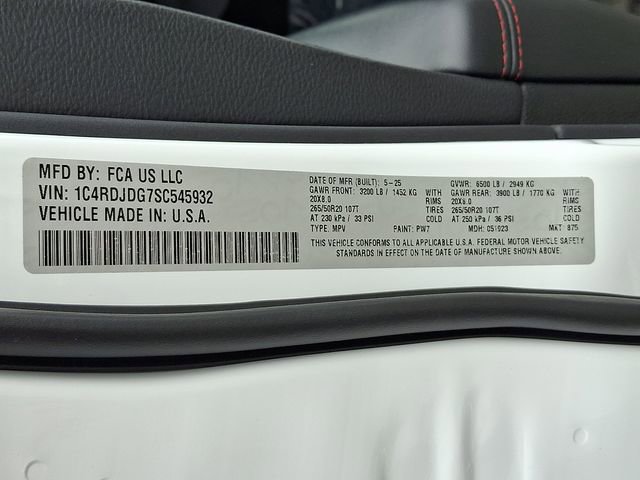 MFD BY: FCA US LLC
VIN: 1C4RDJDG7SC545932
VEHICLE MADE IN: U.S.A.
DATE OF MFR (BUILT): 5-25 GVWR: 6500 LB / 2949 KG
GAWR FRONT: 3200 LB / 1452 KG WITH GAWR REAR: 3900 LB / 1770 KG WITH
20X8.0 RIMS 20X8.0 RIMS
265/50R20 107T TIRES 265/50R20 107T TIRES
AT 230 kPa / 33 PSI COLD AT 250 kPa / 36 PSI COLD
TYPE: MPV PAINT: PW7 MDH: 051923 MKT: 875
THIS VEHICLE CONFORMS TO ALL APPLICABLE U.S.A. FEDERAL MOTOR VEHICLE SAFETY
STANDARDS IN EFFECT ON THE DATE OF MANUFACTURE SHOWN ABOVE.